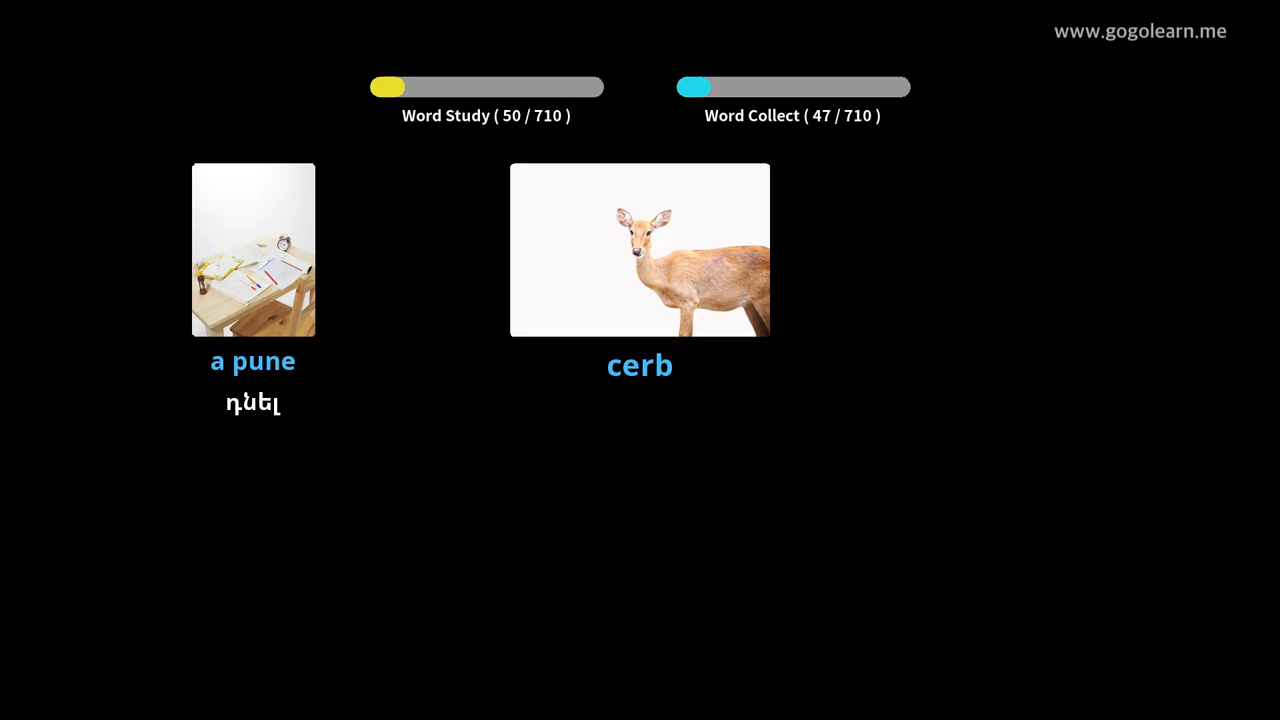 www.gogolearn.me
Word Study ( 50 / 710 )
Word Collect ( 47 / 710 )
a pune
դնել
cerb